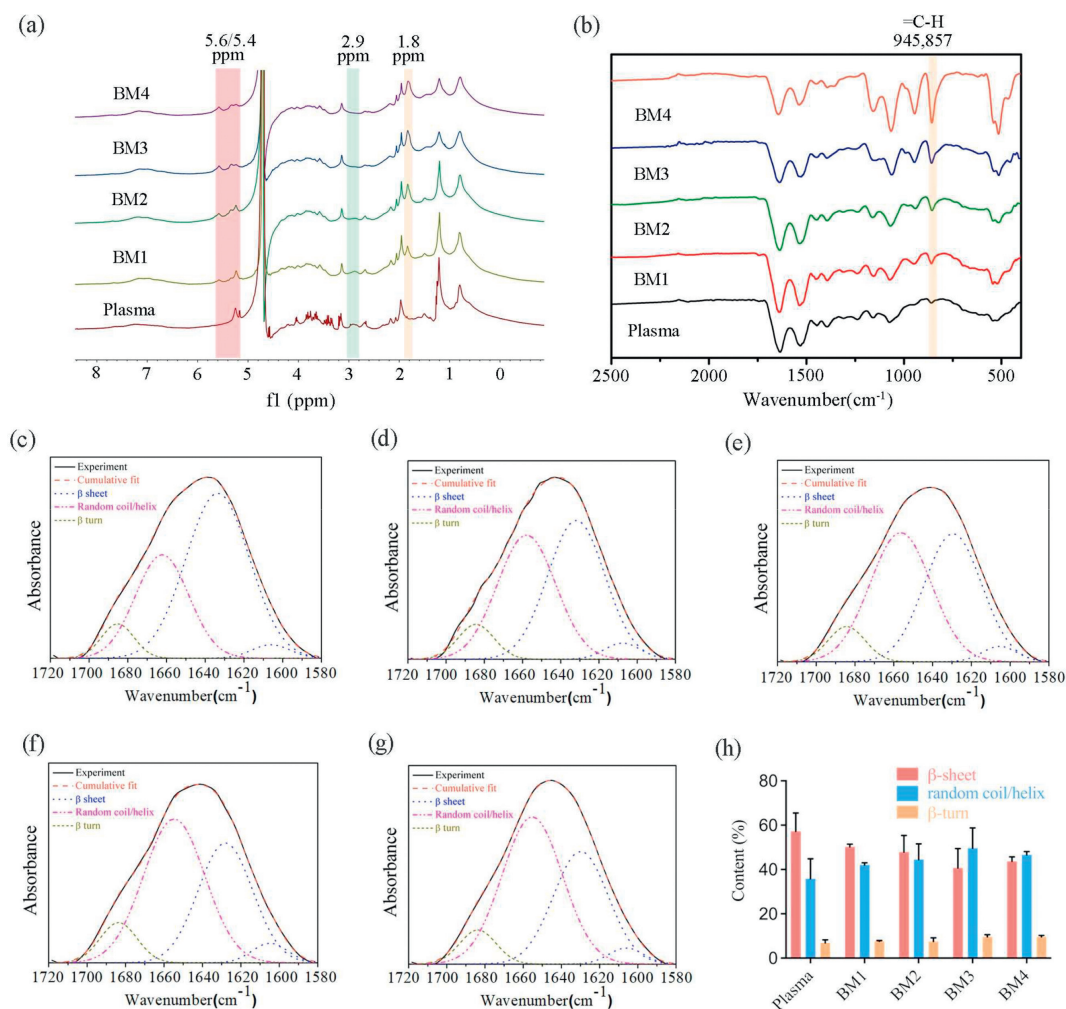 (a)
5.6/5.4
ppm
2.9
ppm
1.8
ppm
BM4
BM3
BM2
BM1
Plasma
8 7 6 5 4 3 2 1 0
f1 (ppm)
(b)
=C-H
945,857
BM4
BM3
BM2
BM1
Plasma
2500 2000 1500 1000 500
Wavenumber(cm-1)
(c)
Experiment
Cumulative fit
β sheet
Random coil/helix
β turn
Absorbance
1720 1700 1680 1660 1640 1620 1600 1580
Wavenumber(cm-1)
(d)
Experiment
Cumulative fit
β sheet
Random coil/helix
β turn
Absorbance
1720 1700 1680 1660 1640 1620 1600 1580
Wavenumber(cm-1)
(e)
Experiment
Cumulative fit
β sheet
Random coil/helix
β turn
Absorbance
1720 1700 1680 1660 1640 1620 1600 1580
Wavenumber(cm-1)
(f)
Experiment
Cumulative fit
β sheet
Random coil/helix
β turn
Absorbance
1720 1700 1680 1660 1640 1620 1600 1580
Wavenumber(cm-1)
(g)
Experiment
Cumulative fit
β sheet
Random coil/helix
β turn
Absorbance
1720 1700 1680 1660 1640 1620 1600 1580
Wavenumber(cm-1)
(h)
β-sheet
random coil/helix
β-turn
Content (%)
80
60
40
20
0
Plasma BM1 BM2 BM3 BM4